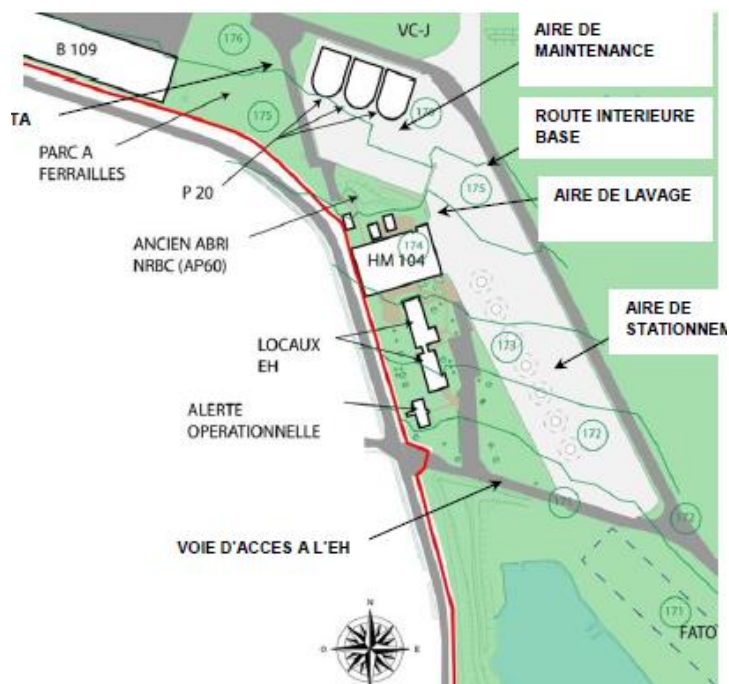 B 109
176
VC-J
AIRE DE
MAINTENANCE
TA
PARC A
FERRAILLES
175
176
ROUTE INTERIEURE
BASE
P 20
175
AIRE DE LAVAGE
ANCIEN ABRI
NRBC (AP60)
174
HM 104
AIRE DE
STATIONNEM
LOCAUX
EH
173
ALERTE
OPERATIONNELLE
172
VOIE D'ACCES A L'EH
171
172
171
FATO
N
O
E
S